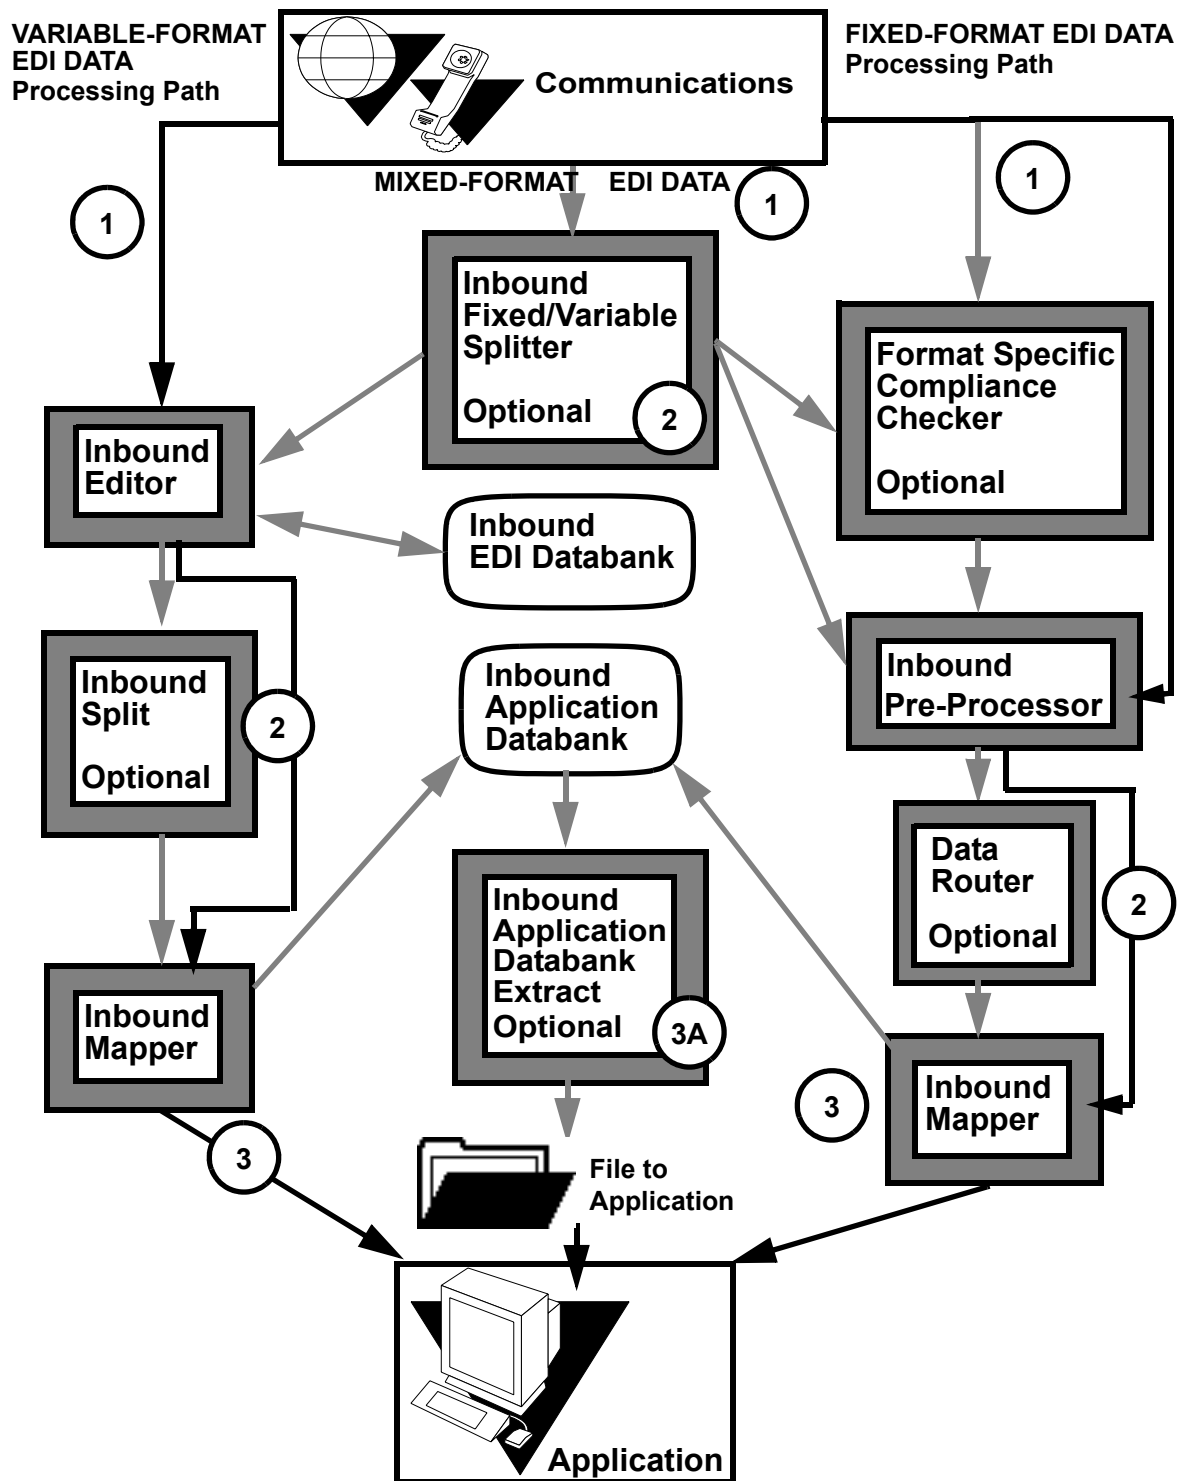 VARIABLE-FORMAT
EDI DATA
Processing Path
Communications
FIXED-FORMAT EDI DATA
Processing Path
MIXED-FORMAT EDI DATA
1
1
1
Inbound
Fixed/Variable
Splitter
Optional
2
Format Specific
Compliance
Checker
Optional
Inbound
Editor
Inbound
EDI Databank
Inbound
Split
Optional
2
Inbound
Application
Databank
Inbound
Pre-Processor
Data
Router
Optional
2
Inbound
Application
Databank
Extract
Optional
3A
Inbound
Mapper
3
Inbound
Mapper
3
File to
Application
Application